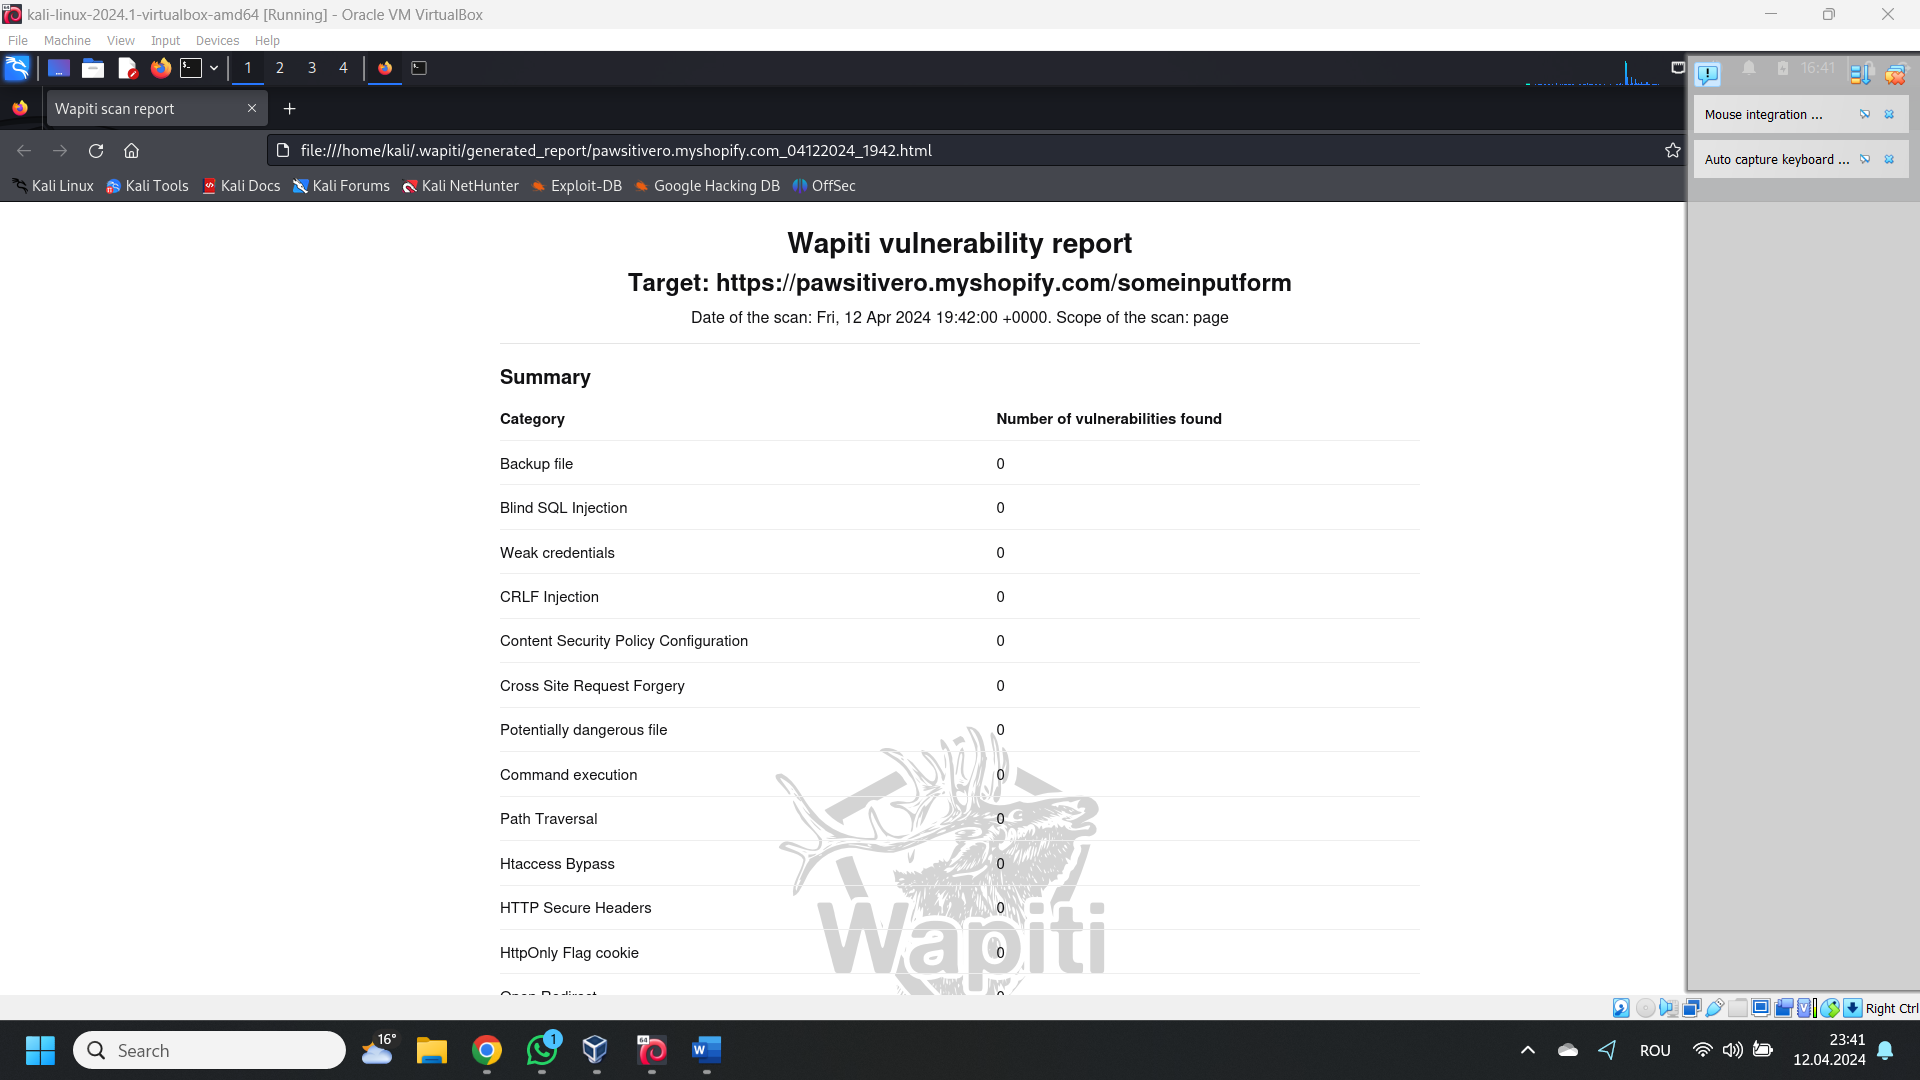 kali-linux-2024.1-virtualbox-amd64 [Running] - Oracle VM VirtualBox
File Machine View Input Devices Help
1 2 3 4
16:41
Wapiti scan report
file:///home/kali/.wapiti/generated_report/pawsitivero.myshopify.com_04122024_1942.html
Mouse integration ...
Auto capture keyboard ...
Kali Linux Kali Tools Kali Docs Kali Forums Kali NetHunter Exploit-DB Google Hacking DB OffSec
Wapiti vulnerability report
Target: https://pawsitivero.myshopify.com/someinputform
Date of the scan: Fri, 12 Apr 2024 19:42:00 +0000. Scope of the scan: page
Summary
Category Number of vulnerabilities found
Backup file 0
Blind SQL Injection 0
Weak credentials 0
CRLF Injection 0
Content Security Policy Configuration 0
Cross Site Request Forgery 0
Potentially dangerous file 0
Command execution 0
Path Traversal 0
Htaccess Bypass 0
HTTP Secure Headers 0
HttpOnly Flag cookie 0
Open Redirect 0
Wapiti
Right Ctrl
Search
16°
1
64
ROU
23:41
12.04.2024